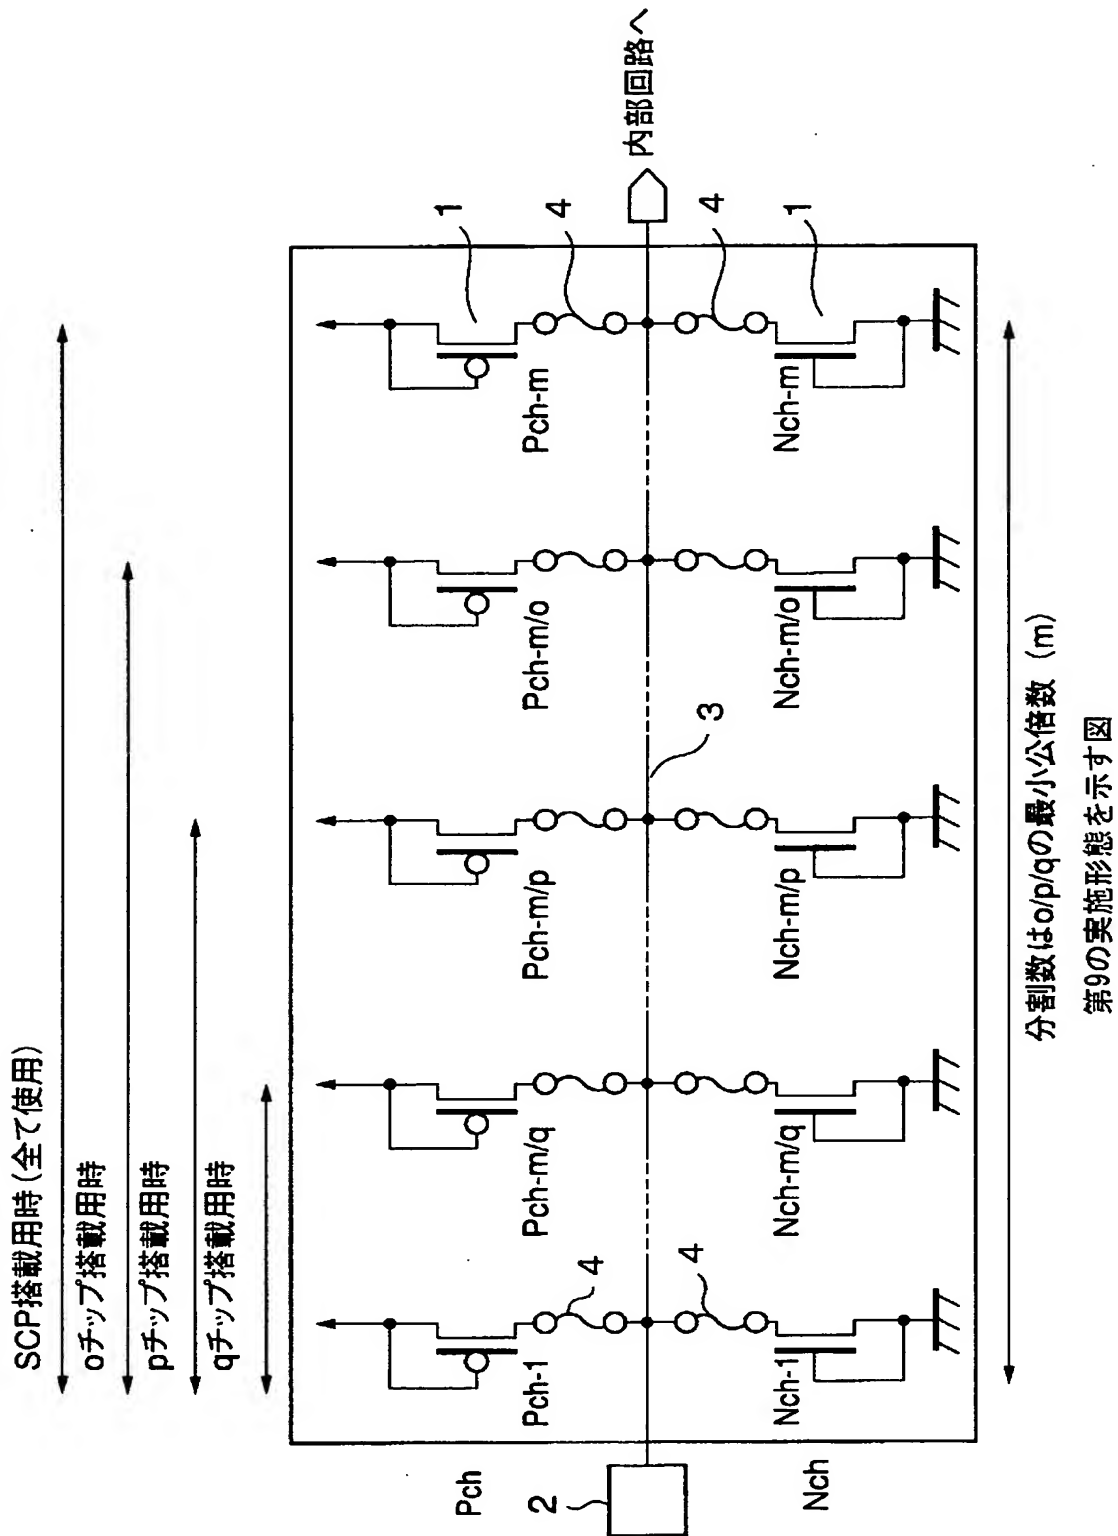 SCP搭載用時(全て使用)
oチップ搭載用時
pチップ搭載用時
qチップ搭載用時
Pch
2
Nch
Pch-1
4
4
Nch-1
Pch-m/q
Nch-m/q
Pch-m/p
3
Nch-m/p
Pch-m/o
Nch-m/o
1
4
Pch-m
4
1
Nch-m
内部回路へ
分割数はo/p/qの最小公倍数 (m)
第9の実施形態を示す図